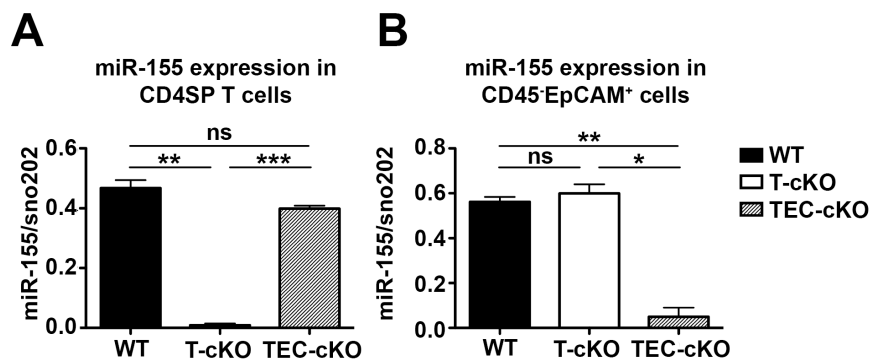 A
miR-155 expression in
CD4SP T cells
miR-155/sno202
0.6
0.4
0.2
0.0
ns
** ***
WT T-cKO TEC-cKO
B
miR-155 expression in
CD45⁻EpCAM⁺ cells
miR-155/sno202
0.8
0.6
0.4
0.2
0.0
**
ns *
WT T-cKO TEC-cKO
WT
T-cKO
TEC-cKO